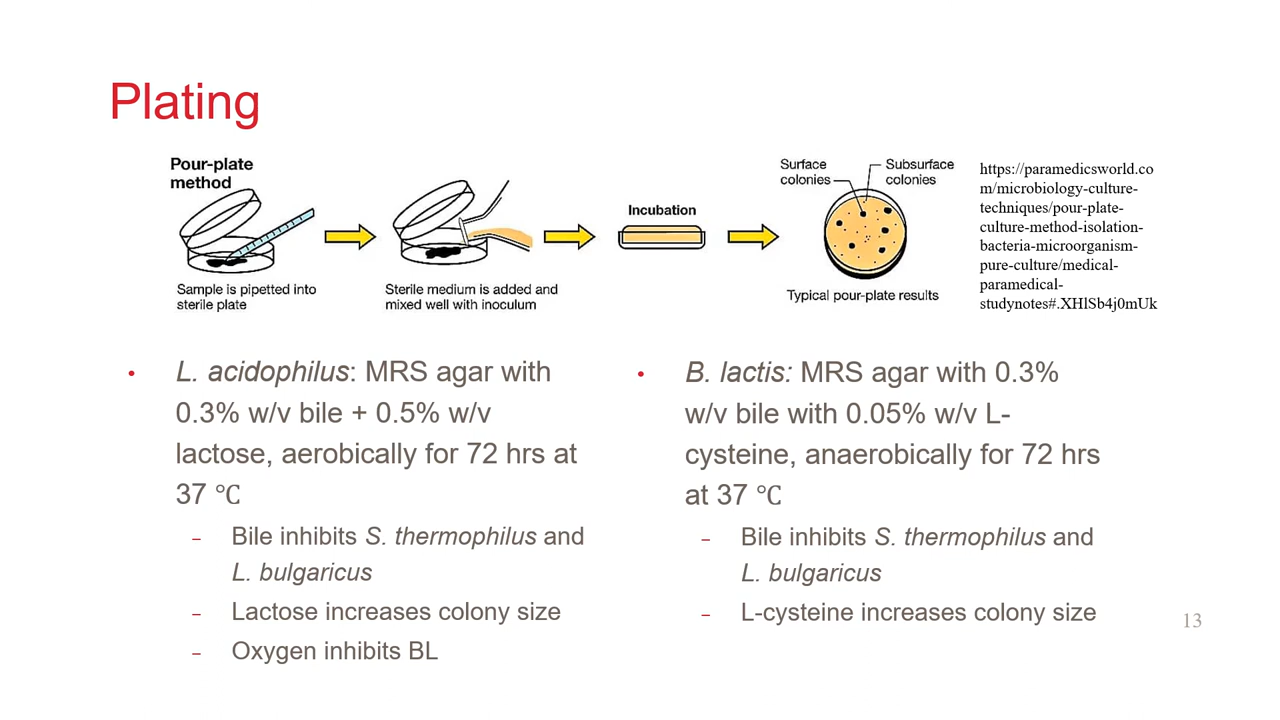 Plating
Pour-plate
method
Sample is pipetted into
sterile plate
Sterile medium is added and
mixed well with inoculum
Incubation
Surface
colonies
Subsurface
colonies
Typical pour-plate results
https://paramedicsworld.co
m/microbiology-culture-
techniques/pour-plate-
culture-method-isolation-
bacteria-microorganism-
pure-culture/medical-
paramedical-
studynotes#.XHlSb4j0mUk
• L. acidophilus: MRS agar with
0.3% w/v bile + 0.5% w/v
lactose, aerobically for 72 hrs at
37 ℃
– Bile inhibits S. thermophilus and
L. bulgaricus
– Lactose increases colony size
– Oxygen inhibits BL
• B. lactis: MRS agar with 0.3%
w/v bile with 0.05% w/v L-
cysteine, anaerobically for 72 hrs
at 37 ℃
– Bile inhibits S. thermophilus and
L. bulgaricus
– L-cysteine increases colony size
13